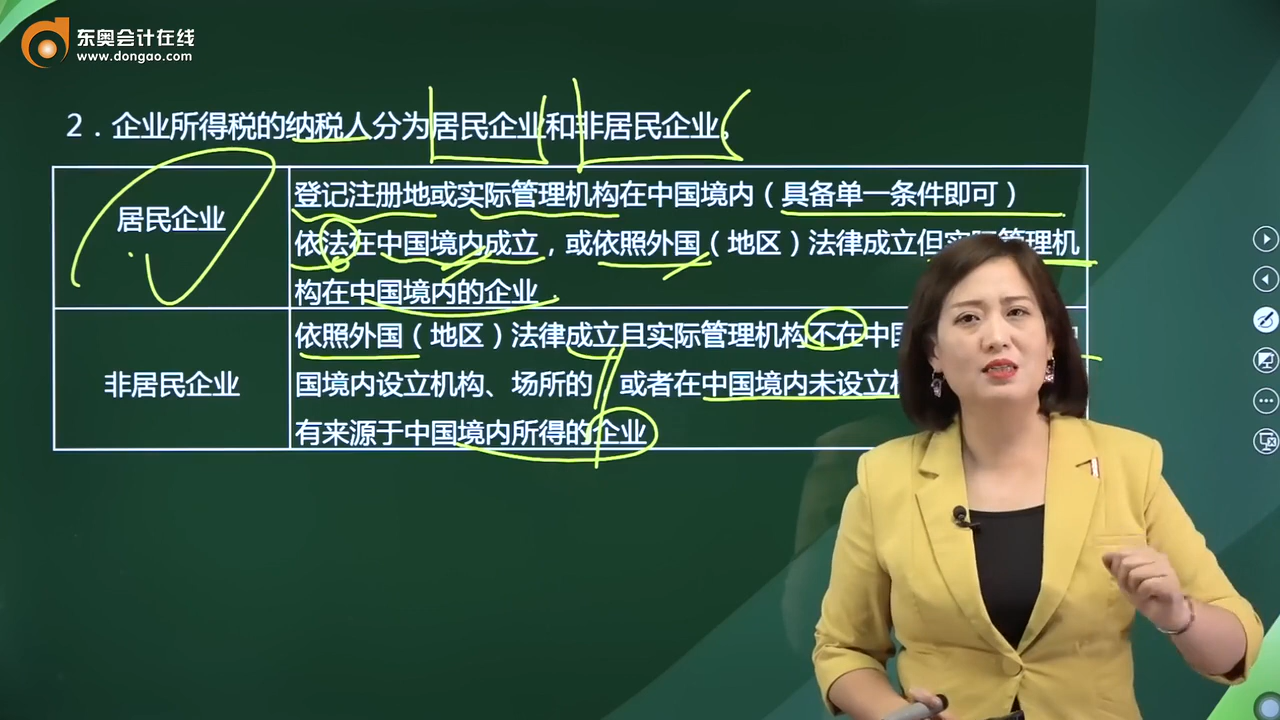 东奥会计在线
www.dongao.com
2．企业所得税的纳税人分为居民企业和非居民企业。
居民企业
登记注册地或实际管理机构在中国境内（具备单一条件即可）
依法在中国境内成立，或依照外国（地区）法律成立但实际管理机
构在中国境内的企业
非居民企业
依照外国（地区）法律成立且实际管理机构不在中
国境内设立机构、场所的 或者在中国境内未设立
有来源于中国境内所得的企业